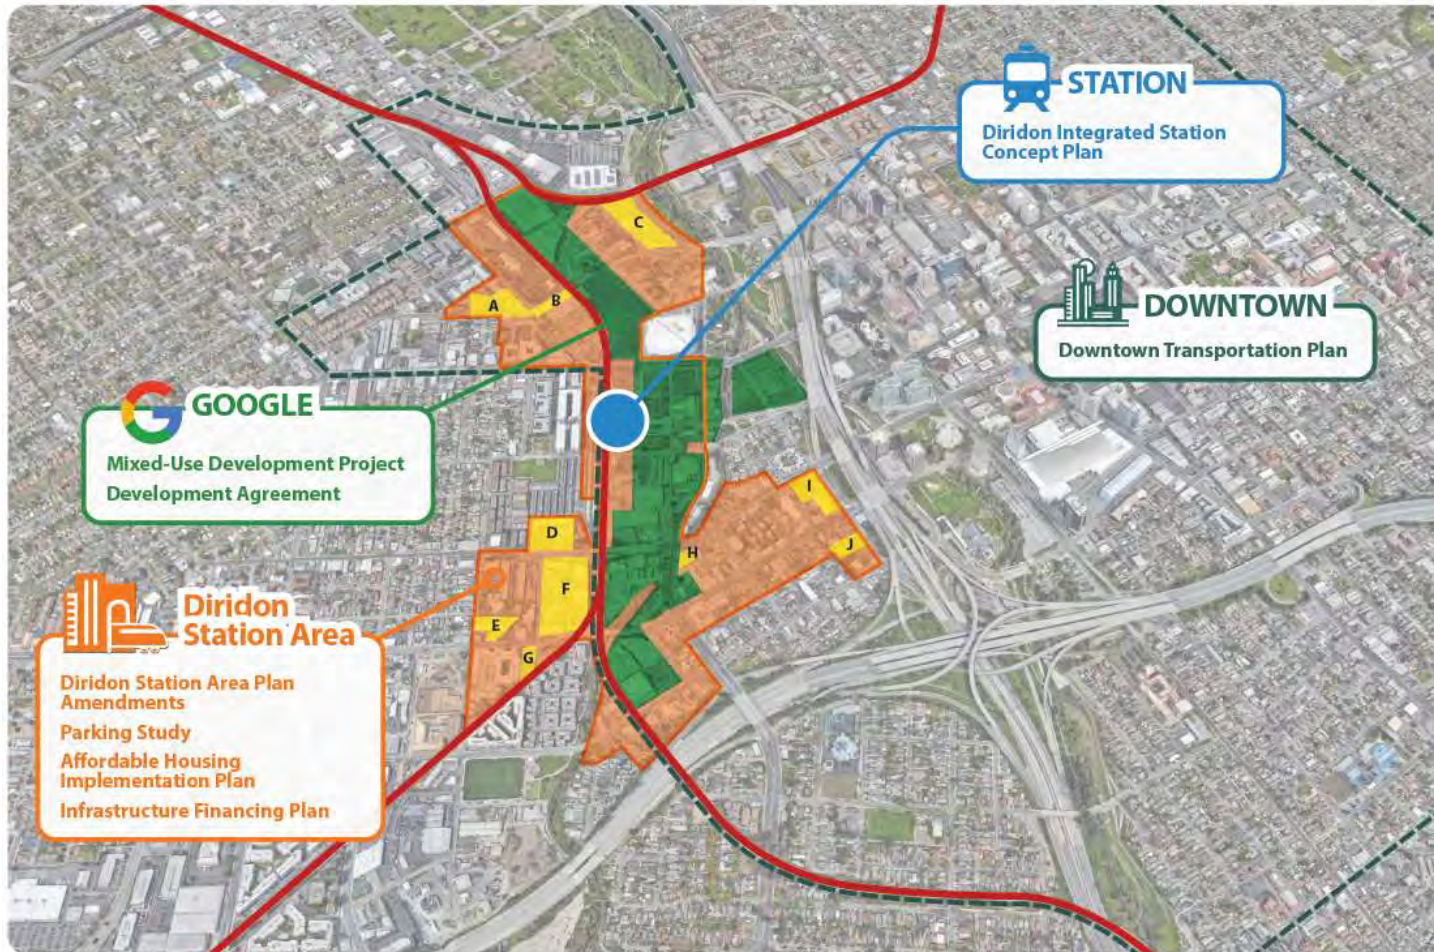 STATION
Diridon Integrated Station
Concept Plan
C
DOWNTOWN
Downtown Transportation Plan
A
B
GOOGLE
Mixed-Use Development Project
Development Agreement
I
J
H
D
F
E
G
Diridon
Station Area
Diridon Station Area Plan
Amendments
Parking Study
Affordable Housing
Implementation Plan
Infrastructure Financing Plan